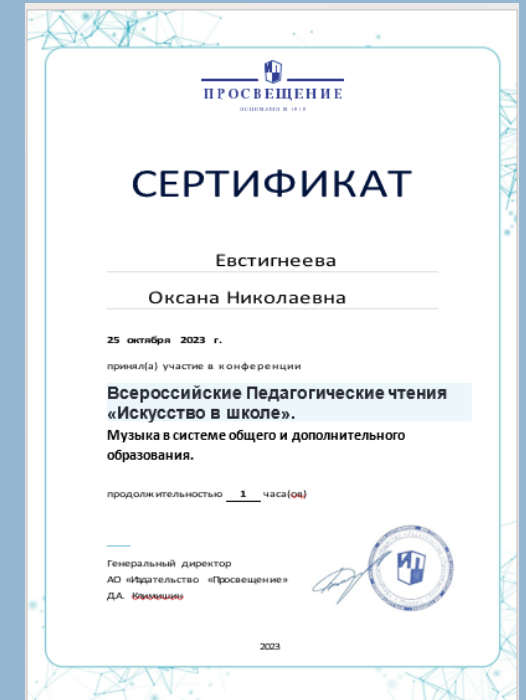 ПРОСВЕЩЕНИЕ
СЕРТИФИКАТ
Евстигнеева
Оксана Николаевна
25 октября 2023 г.
принял(а) участие в конференции
Всероссийские Педагогические чтения
«Искусство в школе».
Музыка в системе общего и дополнительного
образования.
продолжительностью 1 часа(ов)
Генеральный директор
АО «Издательство «Просвещение»
Д.А. Климишин
2023